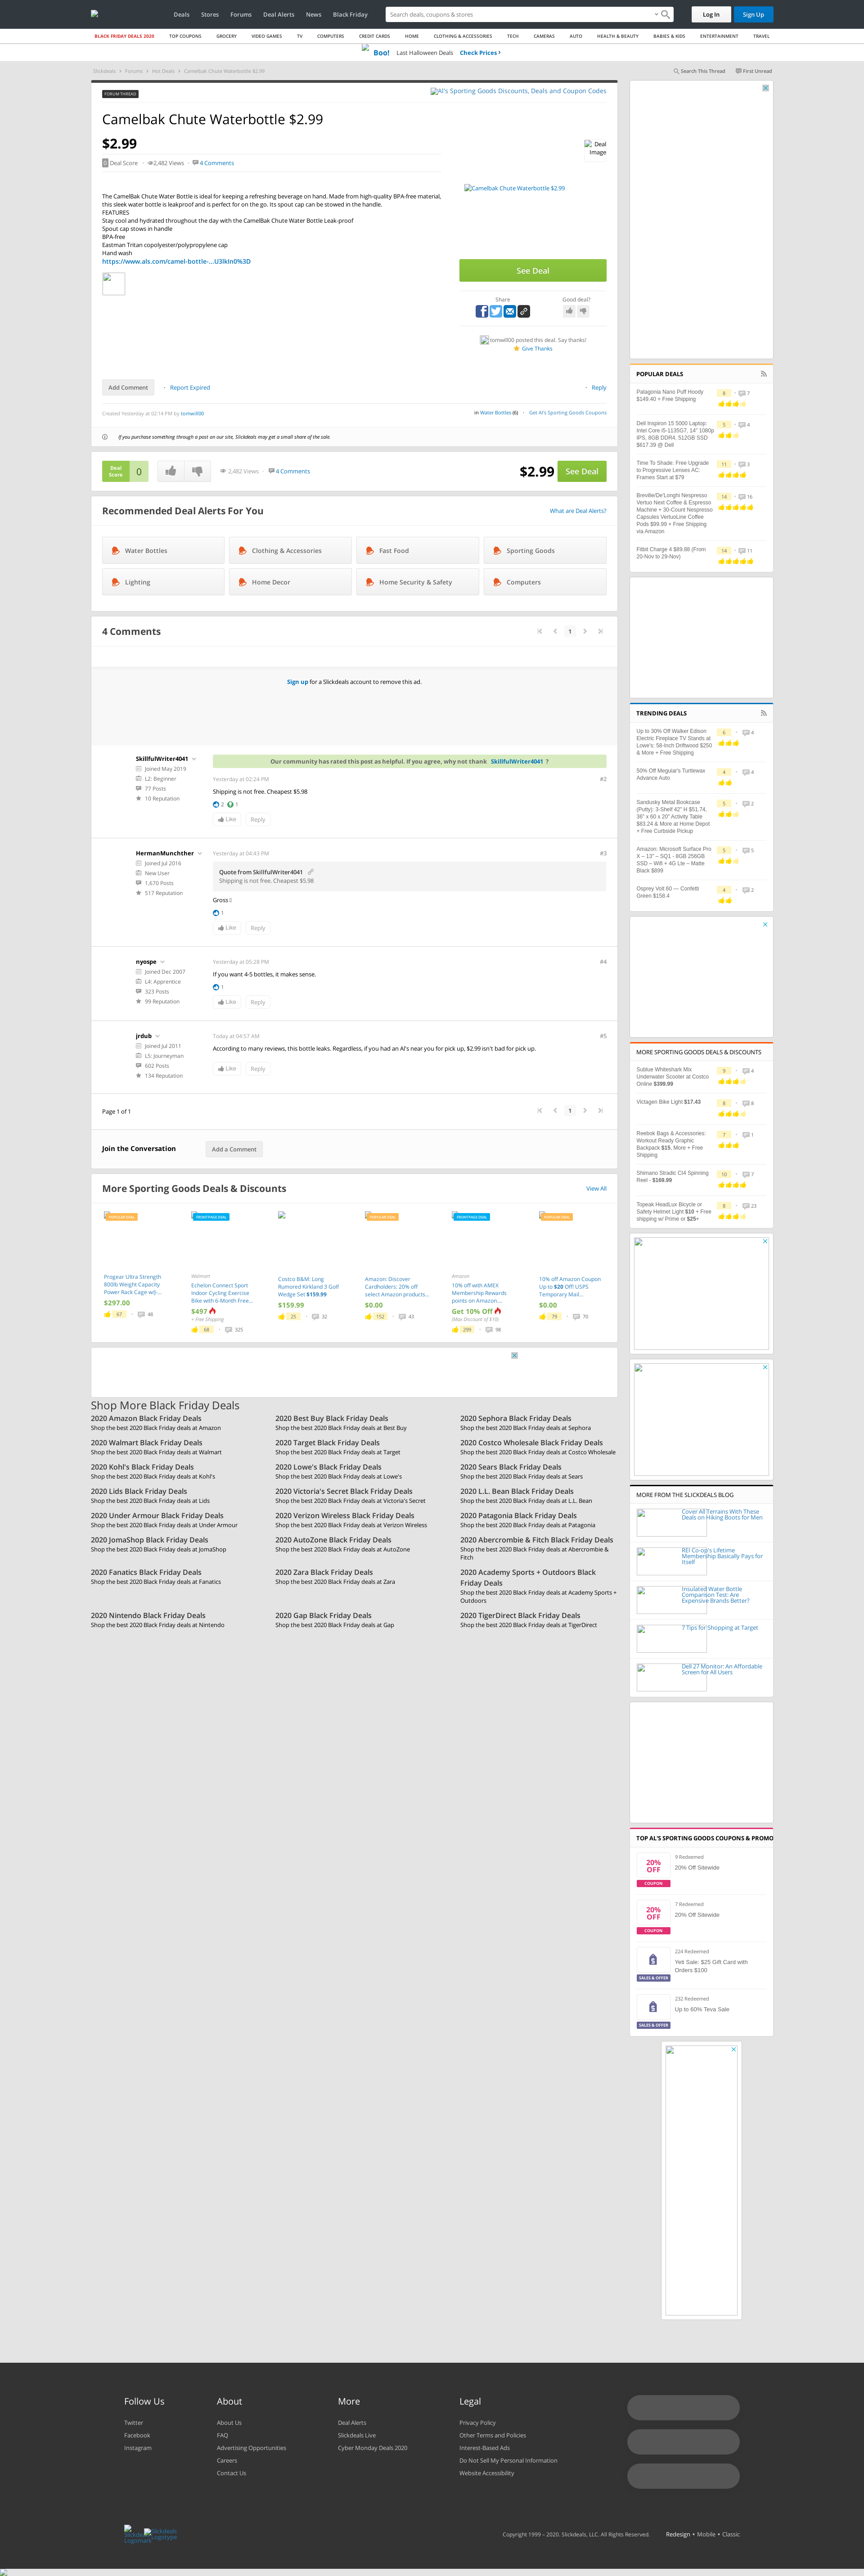 Deals Stores Forums Deal Alerts News Black Friday
Search deals, coupons & stores
Log In Sign Up
BLACK FRIDAY DEALS 2020 TOP COUPONS GROCERY VIDEO GAMES TV COMPUTERS CREDIT CARDS HOME CLOTHING & ACCESSORIES TECH CAMERAS AUTO HEALTH & BEAUTY BABIES & KIDS ENTERTAINMENT TRAVEL
Boo! Last Halloween Deals Check Prices ›
Slickdeals › Forums › Hot Deals › Camelbak Chute Waterbottle $2.99
Search This Thread First Unread
FORUM THREAD
Al's Sporting Goods Discounts, Deals and Coupon Codes
Camelbak Chute Waterbottle $2.99
$2.99
0 Deal Score 2,482 Views 4 Comments
Deal Image
Camelbak Chute Waterbottle $2.99
The CamelBak Chute Water Bottle is ideal for keeping a refreshing beverage on hand. Made from high-quality BPA-free material,
this sleek water bottle is leakproof and is perfect for on the go. Its spout cap can be stowed in the handle.
FEATURES
Stay cool and hydrated throughout the day with the CamelBak Chute Water Bottle Leak-proof
Spout cap stows in handle
BPA-free
Eastman Tritan copolyester/polypropylene cap
Hand wash
https://www.als.com/camel-bottle-...U3lkIn0%3D
See Deal
Share Good deal?
tomwill00 posted this deal. Say thanks!
Give Thanks
Add Comment • Report Expired • Reply
Created Yesterday at 02:14 PM by tomwill00
in Water Bottles (6) • Get Al's Sporting Goods Coupons
If you purchase something through a post on our site, Slickdeals may get a small share of the sale.
Deal Score 0 2,482 Views 4 Comments $2.99 See Deal
Recommended Deal Alerts For You
What are Deal Alerts?
Water Bottles
Clothing & Accessories
Fast Food
Sporting Goods
Lighting
Home Decor
Home Security & Safety
Computers
4 Comments
1
Sign up for a Slickdeals account to remove this ad.
SkillfulWriter4041
Joined May 2019
L2: Beginner
77 Posts
10 Reputation
Our community has rated this post as helpful. If you agree, why not thank SkillfulWriter4041 ?
Yesterday at 02:24 PM #2
Shipping is not free. Cheapest $5.98
2 1
Like Reply
HermanMunchther
Joined Jul 2016
New User
1,670 Posts
517 Reputation
Yesterday at 04:43 PM #3
Quote from SkillfulWriter4041
Shipping is not free. Cheapest $5.98
Gross
1
Like Reply
nyospe
Joined Dec 2007
L4: Apprentice
323 Posts
99 Reputation
Yesterday at 05:28 PM #4
If you want 4-5 bottles, it makes sense.
1
Like Reply
jrdub
Joined Jul 2011
L5: Journeyman
602 Posts
134 Reputation
Today at 04:57 AM #5
According to many reviews, this bottle leaks. Regardless, if you had an Al's near you for pick up, $2.99 isn't bad for pick up.
Like Reply
Page 1 of 1
1
Join the Conversation
Add a Comment
More Sporting Goods Deals & Discounts
View All
POPULAR DEAL
Progear Ultra Strength
800lb Weight Capacity
Power Rack Cage w/J-...
$297.00
67 • 48
FRONTPAGE DEAL
Walmart
Echelon Connect Sport
Indoor Cycling Exercise
Bike with 6-Month Free...
$497
+ Free Shipping
68 • 325
Costco B&M: Long
Rumored Kirkland 3 Golf
Wedge Set $159.99
$159.99
25 • 32
POPULAR DEAL
Amazon: Discover
Cardholders: 20% off
select Amazon products...
$0.00
152 • 43
FRONTPAGE DEAL
Amazon
10% off with AMEX
Membership Rewards
points on Amazon....
Get 10% Off
(Max Discount of $10)
299 • 98
POPULAR DEAL
10% off Amazon Coupon
Up to $20 Off! USPS
Temporary Mail...
$0.00
79 • 70
Shop More Black Friday Deals
2020 Amazon Black Friday Deals
Shop the best 2020 Black Friday deals at Amazon
2020 Best Buy Black Friday Deals
Shop the best 2020 Black Friday deals at Best Buy
2020 Sephora Black Friday Deals
Shop the best 2020 Black Friday deals at Sephora
2020 Walmart Black Friday Deals
Shop the best 2020 Black Friday deals at Walmart
2020 Target Black Friday Deals
Shop the best 2020 Black Friday deals at Target
2020 Costco Wholesale Black Friday Deals
Shop the best 2020 Black Friday deals at Costco Wholesale
2020 Kohl's Black Friday Deals
Shop the best 2020 Black Friday deals at Kohl's
2020 Lowe's Black Friday Deals
Shop the best 2020 Black Friday deals at Lowe's
2020 Sears Black Friday Deals
Shop the best 2020 Black Friday deals at Sears
2020 Lids Black Friday Deals
Shop the best 2020 Black Friday deals at Lids
2020 Victoria's Secret Black Friday Deals
Shop the best 2020 Black Friday deals at Victoria's Secret
2020 L.L. Bean Black Friday Deals
Shop the best 2020 Black Friday deals at L.L. Bean
2020 Under Armour Black Friday Deals
Shop the best 2020 Black Friday deals at Under Armour
2020 Verizon Wireless Black Friday Deals
Shop the best 2020 Black Friday deals at Verizon Wireless
2020 Patagonia Black Friday Deals
Shop the best 2020 Black Friday deals at Patagonia
2020 JomaShop Black Friday Deals
Shop the best 2020 Black Friday deals at JomaShop
2020 AutoZone Black Friday Deals
Shop the best 2020 Black Friday deals at AutoZone
2020 Abercrombie & Fitch Black Friday Deals
Shop the best 2020 Black Friday deals at Abercrombie &
Fitch
2020 Fanatics Black Friday Deals
Shop the best 2020 Black Friday deals at Fanatics
2020 Zara Black Friday Deals
Shop the best 2020 Black Friday deals at Zara
2020 Academy Sports + Outdoors Black
Friday Deals
Shop the best 2020 Black Friday deals at Academy Sports +
Outdoors
2020 Nintendo Black Friday Deals
Shop the best 2020 Black Friday deals at Nintendo
2020 Gap Black Friday Deals
Shop the best 2020 Black Friday deals at Gap
2020 TigerDirect Black Friday Deals
Shop the best 2020 Black Friday deals at TigerDirect
POPULAR DEALS
Patagonia Nano Puff Hoody
$149.40 + Free Shipping
8 • 7
Dell Inspiron 15 5000 Laptop:
Intel Core i5-1135G7, 14" 1080p
IPS, 8GB DDR4, 512GB SSD
$617.39 @ Dell
5 • 4
Time To Shade: Free Upgrade
to Progressive Lenses AC:
Frames Start at $79
11 • 3
Breville/De'Longhi Nespresso
Vertuo Next Coffee & Espresso
Machine + 30-Count Nespresso
Capsules VertuoLine Coffee
Pods $99.99 + Free Shipping
via Amazon
14 • 16
Fitbit Charge 4 $89.88 (From
20-Nov to 29-Nov)
14 • 11
TRENDING DEALS
Up to 30% Off Walker Edison
Electric Fireplace TV Stands at
Lowe's: 58-Inch Driftwood $250
& More + Free Shipping
6 • 4
50% Off Meguiar's Turtlewax
Advance Auto
4 • 4
Sandusky Metal Bookcase
(Putty): 3-Shelf 42" H $51.74,
36" x 60 x 20" Activity Table
$83.24 & More at Home Depot
+ Free Curbside Pickup
5 • 2
Amazon: Microsoft Surface Pro
X – 13" – SQ1 - 8GB 256GB
SSD – Wifi + 4G Lte – Matte
Black $899
5 • 5
Osprey Volt 60 — Confetti
Green $158.4
4 • 2
MORE SPORTING GOODS DEALS & DISCOUNTS
Sublue Whiteshark Mix
Underwater Scooter at Costco
Online $399.99
9 • 4
Victagen Bike Light $17.43
8 • 8
Reebok Bags & Accessories:
Workout Ready Graphic
Backpack $15, More + Free
Shipping
7 • 1
Shimano Stradic CI4 Spinning
Reel - $169.99
10 • 7
Topeak HeadLux Bicycle or
Safety Helmet Light $10 + Free
shipping w/ Prime or $25+
8 • 23
MORE FROM THE SLICKDEALS BLOG
Cover All Terrains With These
Deals on Hiking Boots for Men
REI Co-op's Lifetime
Membership Basically Pays for
Itself
Insulated Water Bottle
Comparison Test: Are
Expensive Brands Better?
7 Tips for Shopping at Target
Dell 27 Monitor: An Affordable
Screen for All Users
TOP AL'S SPORTING GOODS COUPONS & PROMO
20% OFF
COUPON
9 Redeemed
20% Off Sitewide
20% OFF
COUPON
7 Redeemed
20% Off Sitewide
SALES & OFFER
224 Redeemed
Yeti Sale: $25 Gift Card with
Orders $100
SALES & OFFER
232 Redeemed
Up to 60% Teva Sale
Follow Us
Twitter
Facebook
Instagram
About
About Us
FAQ
Advertising Opportunities
Careers
Contact Us
More
Deal Alerts
Slickdeals Live
Cyber Monday Deals 2020
Legal
Privacy Policy
Other Terms and Policies
Interest-Based Ads
Do Not Sell My Personal Information
Website Accessibility
Slickdeals Logotype
Copyright 1999 – 2020. Slickdeals, LLC. All Rights Reserved. Redesign • Mobile • Classic